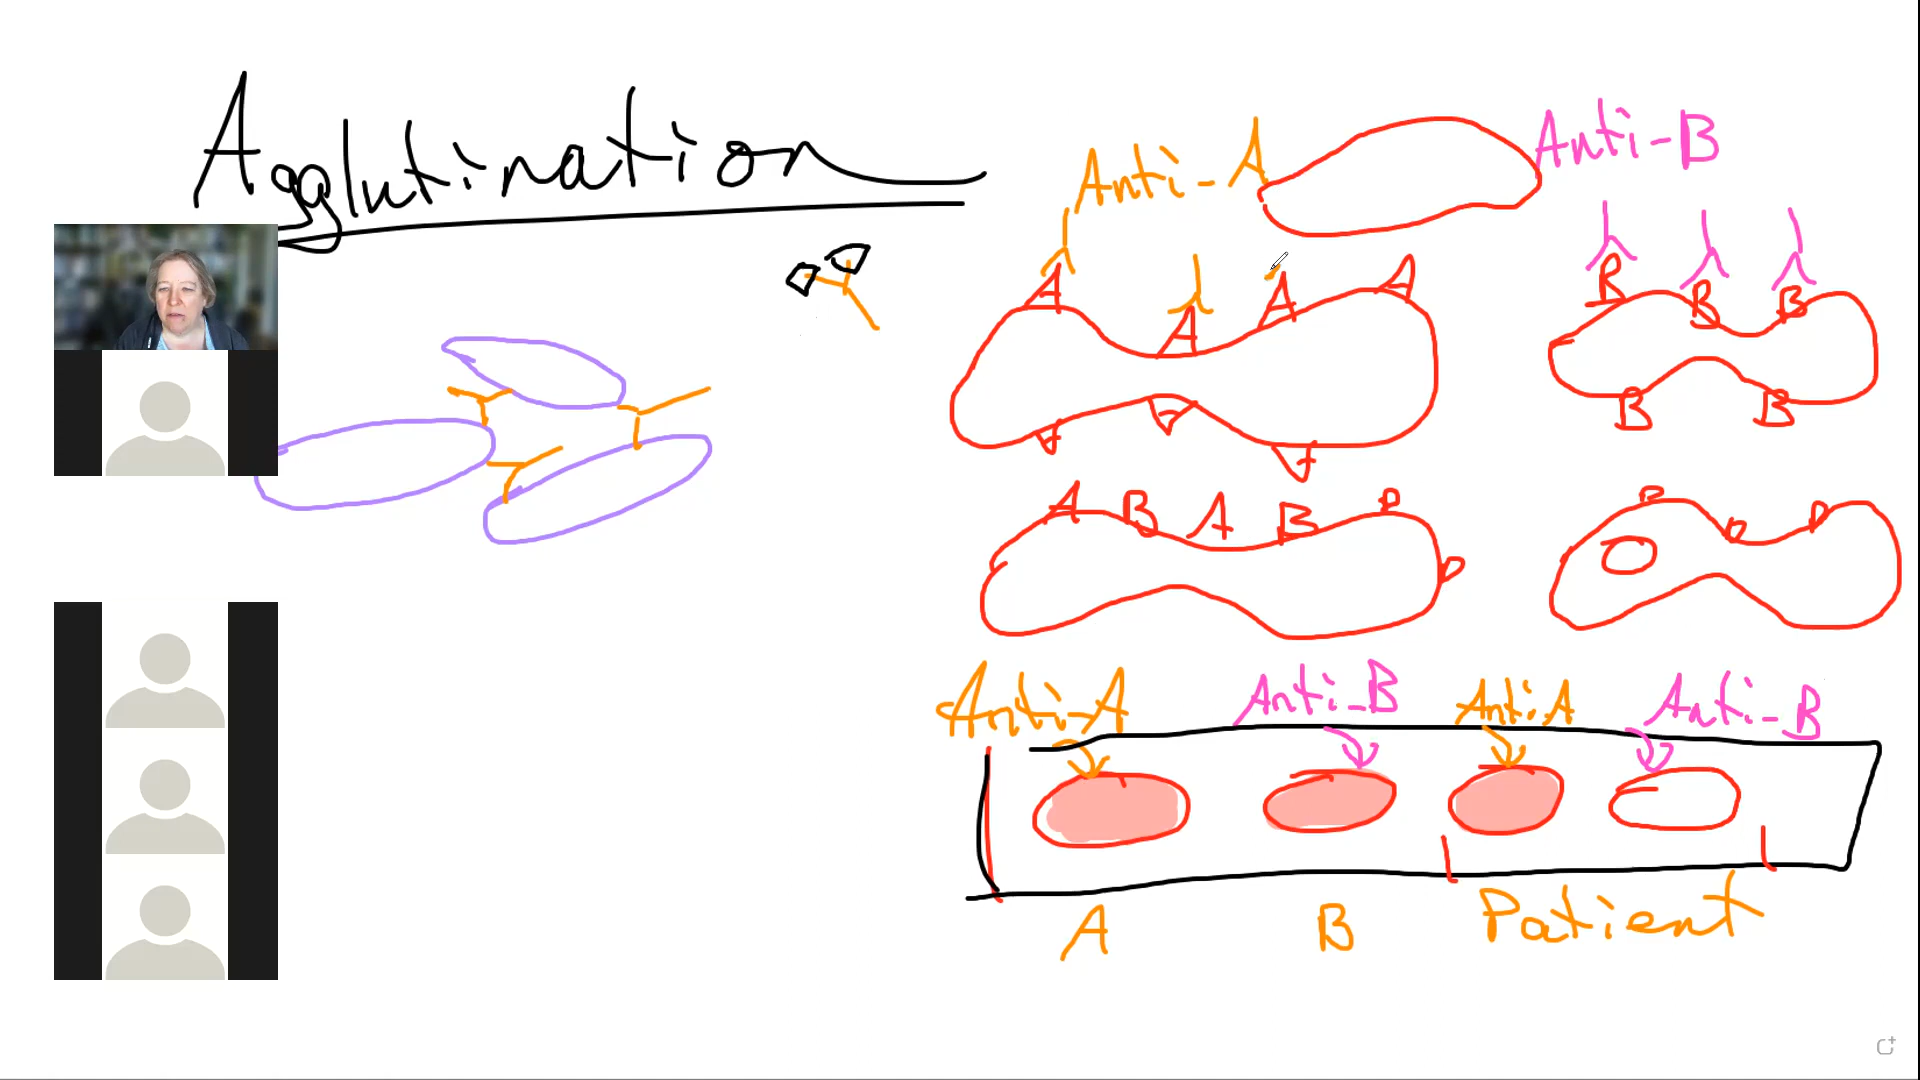 Agglutination
Anti-A
Anti-B
A A A A
B B B
B B
A B A B
Anti-A Anti-B Anti A Anti-B
A B Patient